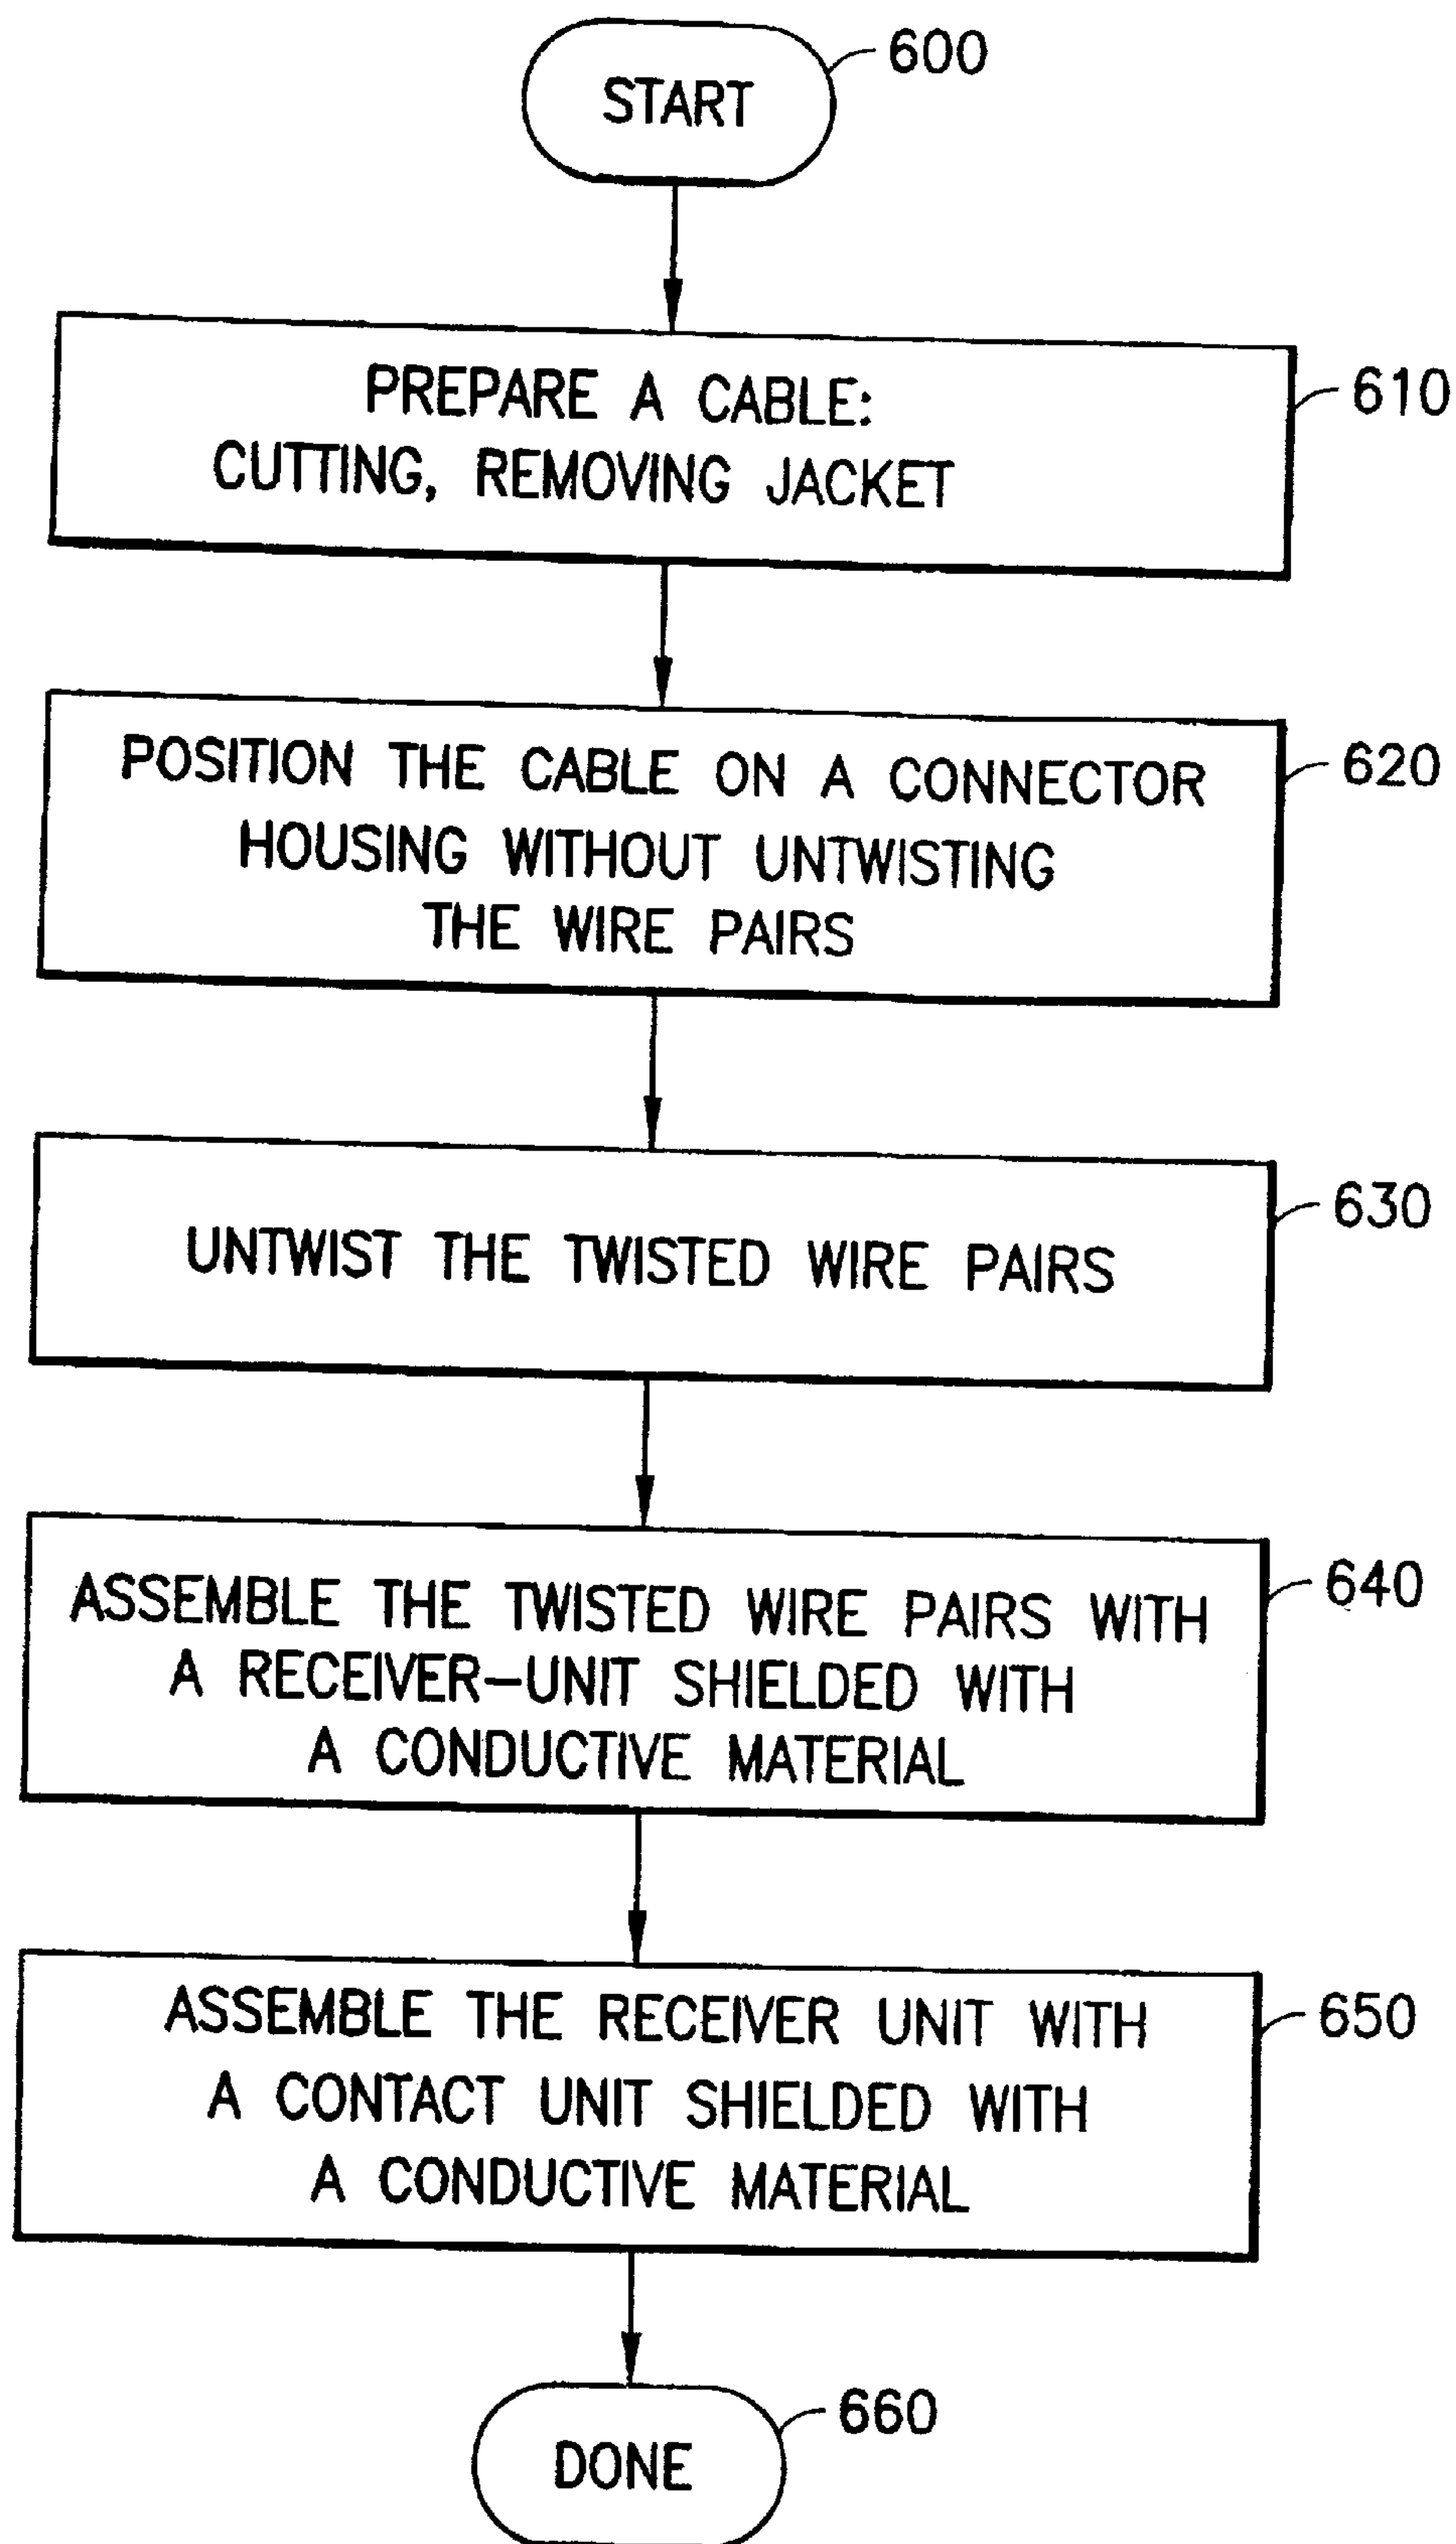 START
600
PREPARE A CABLE:
CUTTING, REMOVING JACKET
610
POSITION THE CABLE ON A CONNECTOR
HOUSING WITHOUT UNTWISTING
THE WIRE PAIRS
620
UNTWIST THE TWISTED WIRE PAIRS
630
ASSEMBLE THE TWISTED WIRE PAIRS WITH
A RECEIVER-UNIT SHIELDED WITH
A CONDUCTIVE MATERIAL
640
ASSEMBLE THE RECEIVER UNIT WITH
A CONTACT UNIT SHIELDED WITH
A CONDUCTIVE MATERIAL
650
DONE
660